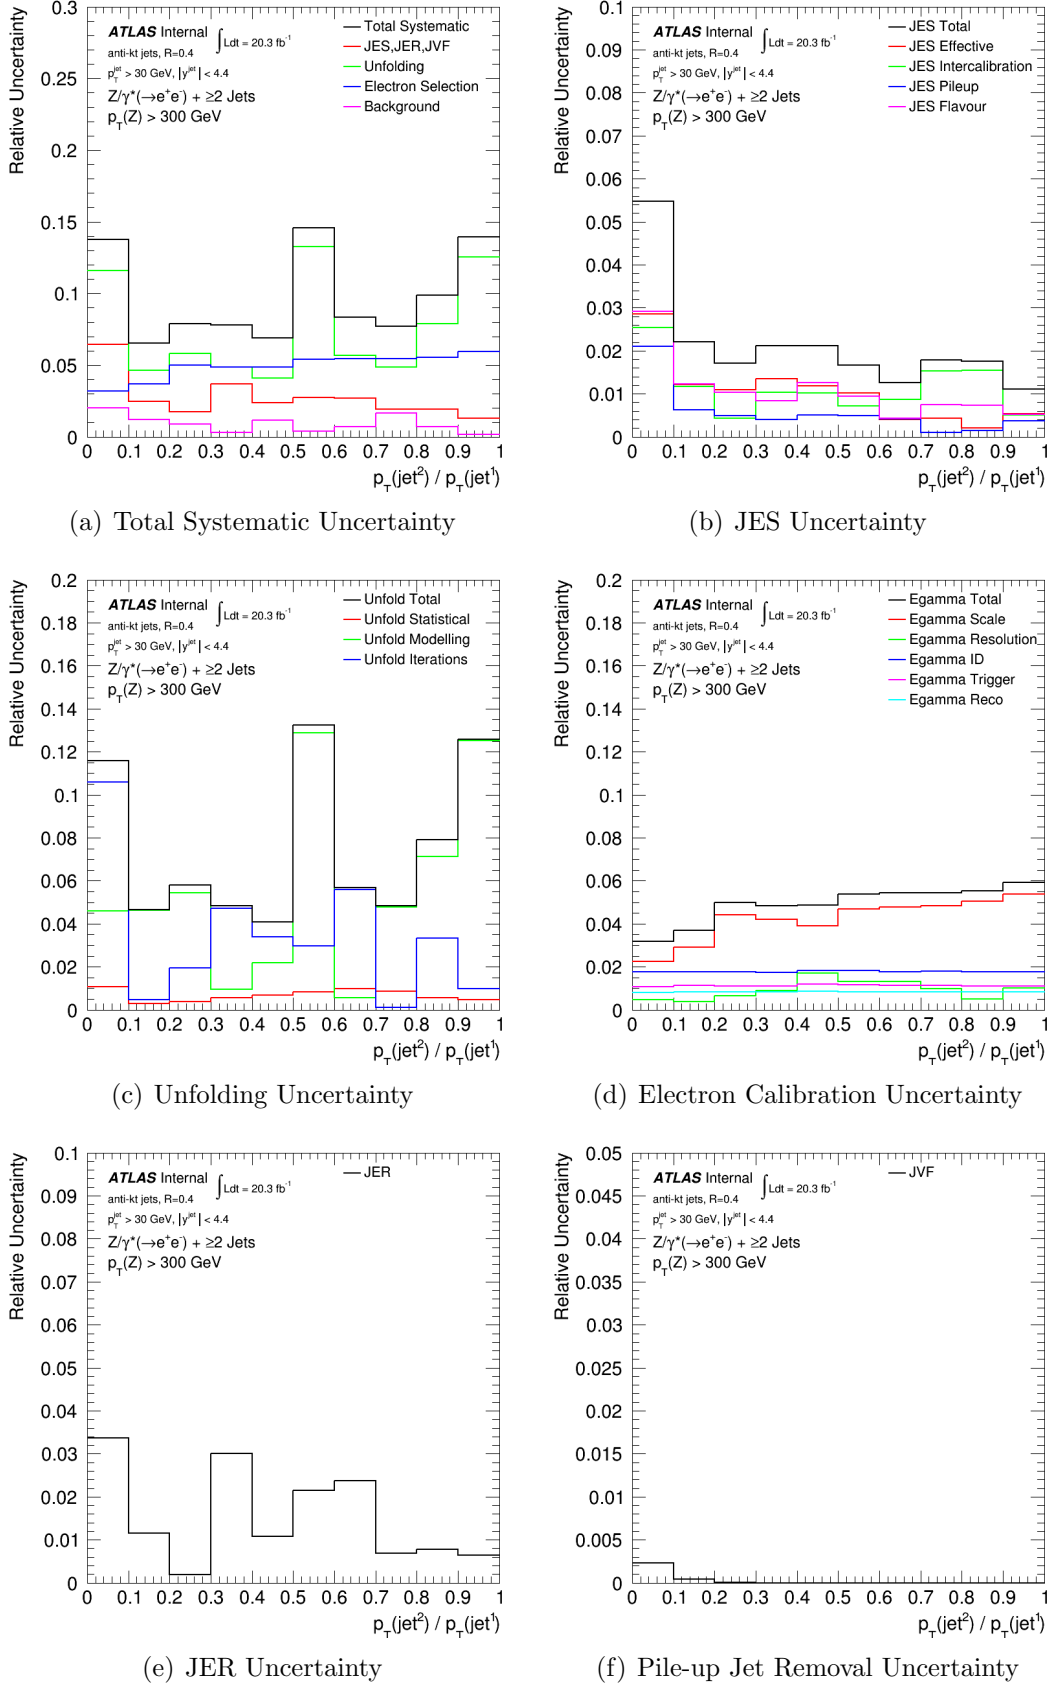 0.3
0.25
0.2
0.15
0.1
0.05
0
Relative Uncertainty
ATLAS Internal ∫Ldt = 20.3 fb⁻¹
anti-kt jets, R=0.4
p_T^jet > 30 GeV, |y^jet| < 4.4
Z/γ*(→e⁺e⁻) + ≥2 Jets
p_T(Z) > 300 GeV
Total Systematic
JES,JER,JVF
Unfolding
Electron Selection
Background
0 0.1 0.2 0.3 0.4 0.5 0.6 0.7 0.8 0.9 1
p_T(jet²) / p_T(jet¹)
(a) Total Systematic Uncertainty
0.1
0.09
0.08
0.07
0.06
0.05
0.04
0.03
0.02
0.01
0
Relative Uncertainty
ATLAS Internal ∫Ldt = 20.3 fb⁻¹
anti-kt jets, R=0.4
p_T^jet > 30 GeV, |y^jet| < 4.4
Z/γ*(→e⁺e⁻) + ≥2 Jets
p_T(Z) > 300 GeV
JES Total
JES Effective
JES Intercalibration
JES Pileup
JES Flavour
0 0.1 0.2 0.3 0.4 0.5 0.6 0.7 0.8 0.9 1
p_T(jet²) / p_T(jet¹)
(b) JES Uncertainty
0.2
0.18
0.16
0.14
0.12
0.1
0.08
0.06
0.04
0.02
0
Relative Uncertainty
ATLAS Internal ∫Ldt = 20.3 fb⁻¹
anti-kt jets, R=0.4
p_T^jet > 30 GeV, |y^jet| < 4.4
Z/γ*(→e⁺e⁻) + ≥2 Jets
p_T(Z) > 300 GeV
Unfold Total
Unfold Statistical
Unfold Modelling
Unfold Iterations
0 0.1 0.2 0.3 0.4 0.5 0.6 0.7 0.8 0.9 1
p_T(jet²) / p_T(jet¹)
(c) Unfolding Uncertainty
0.2
0.18
0.16
0.14
0.12
0.1
0.08
0.06
0.04
0.02
0
Relative Uncertainty
ATLAS Internal ∫Ldt = 20.3 fb⁻¹
anti-kt jets, R=0.4
p_T^jet > 30 GeV, |y^jet| < 4.4
Z/γ*(→e⁺e⁻) + ≥2 Jets
p_T(Z) > 300 GeV
Egamma Total
Egamma Scale
Egamma Resolution
Egamma ID
Egamma Trigger
Egamma Reco
0 0.1 0.2 0.3 0.4 0.5 0.6 0.7 0.8 0.9 1
p_T(jet²) / p_T(jet¹)
(d) Electron Calibration Uncertainty
0.1
0.09
0.08
0.07
0.06
0.05
0.04
0.03
0.02
0.01
0
Relative Uncertainty
ATLAS Internal ∫Ldt = 20.3 fb⁻¹
anti-kt jets, R=0.4
p_T^jet > 30 GeV, |y^jet| < 4.4
Z/γ*(→e⁺e⁻) + ≥2 Jets
p_T(Z) > 300 GeV
JER
0 0.1 0.2 0.3 0.4 0.5 0.6 0.7 0.8 0.9 1
p_T(jet²) / p_T(jet¹)
(e) JER Uncertainty
0.05
0.045
0.04
0.035
0.03
0.025
0.02
0.015
0.01
0.005
0
Relative Uncertainty
ATLAS Internal ∫Ldt = 20.3 fb⁻¹
anti-kt jets, R=0.4
p_T^jet > 30 GeV, |y^jet| < 4.4
Z/γ*(→e⁺e⁻) + ≥2 Jets
p_T(Z) > 300 GeV
JVF
0 0.1 0.2 0.3 0.4 0.5 0.6 0.7 0.8 0.9 1
p_T(jet²) / p_T(jet¹)
(f) Pile-up Jet Removal Uncertainty